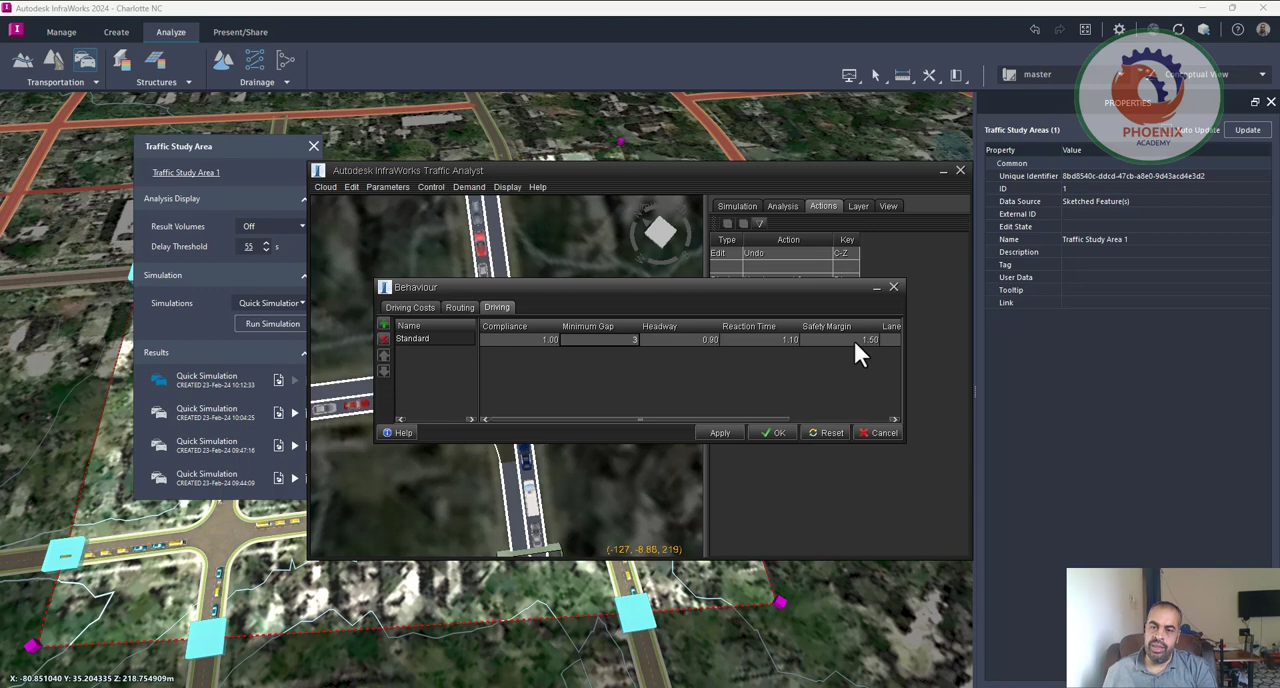 Autodesk InfraWorks 2024 - Charlotte NC
Manage
Create
Analyze
Present/Share
Transportation
Structures
Drainage
master
Conceptual View
PROPERTIES
PHOENIX
ACADEMY
Traffic Study Areas (1)
Auto Update
Update
Property
Value
Common
Unique Identifier
8bd8540c-ddcd-47cb-a8e0-9d43acd4e3d2
ID
1
Data Source
Sketched Feature(s)
External ID
Edit State
Name
Traffic Study Area 1
Description
Tag
User Data
Tooltip
Link
Traffic Study Area
Traffic Study Area 1
Analysis Display
Result Volumes
Off
Delay Threshold
55
s
Simulation
Simulations
Quick Simulation
Run Simulation
Results
Quick Simulation
CREATED 23-Feb-24 10:12:33
Quick Simulation
CREATED 23-Feb-24 10:04:25
Quick Simulation
CREATED 23-Feb-24 09:47:16
Quick Simulation
CREATED 23-Feb-24 09:44:09
Autodesk InfraWorks Traffic Analyst
Cloud Edit Parameters Control Demand Display Help
Simulation Analysis Actions Layer View
Type Action Key
Edit Undo C-Z
Behaviour
Driving Costs Routing Driving
Name
Standard
Compliance Minimum Gap Headway Reaction Time Safety Margin Lane
1.00 3 0.90 1.10 1.50
Help
Apply
OK
Reset
Cancel
(-127, -8.88, 219)
X: -80.851040 Y: 35.204335 Z: 218.754909m